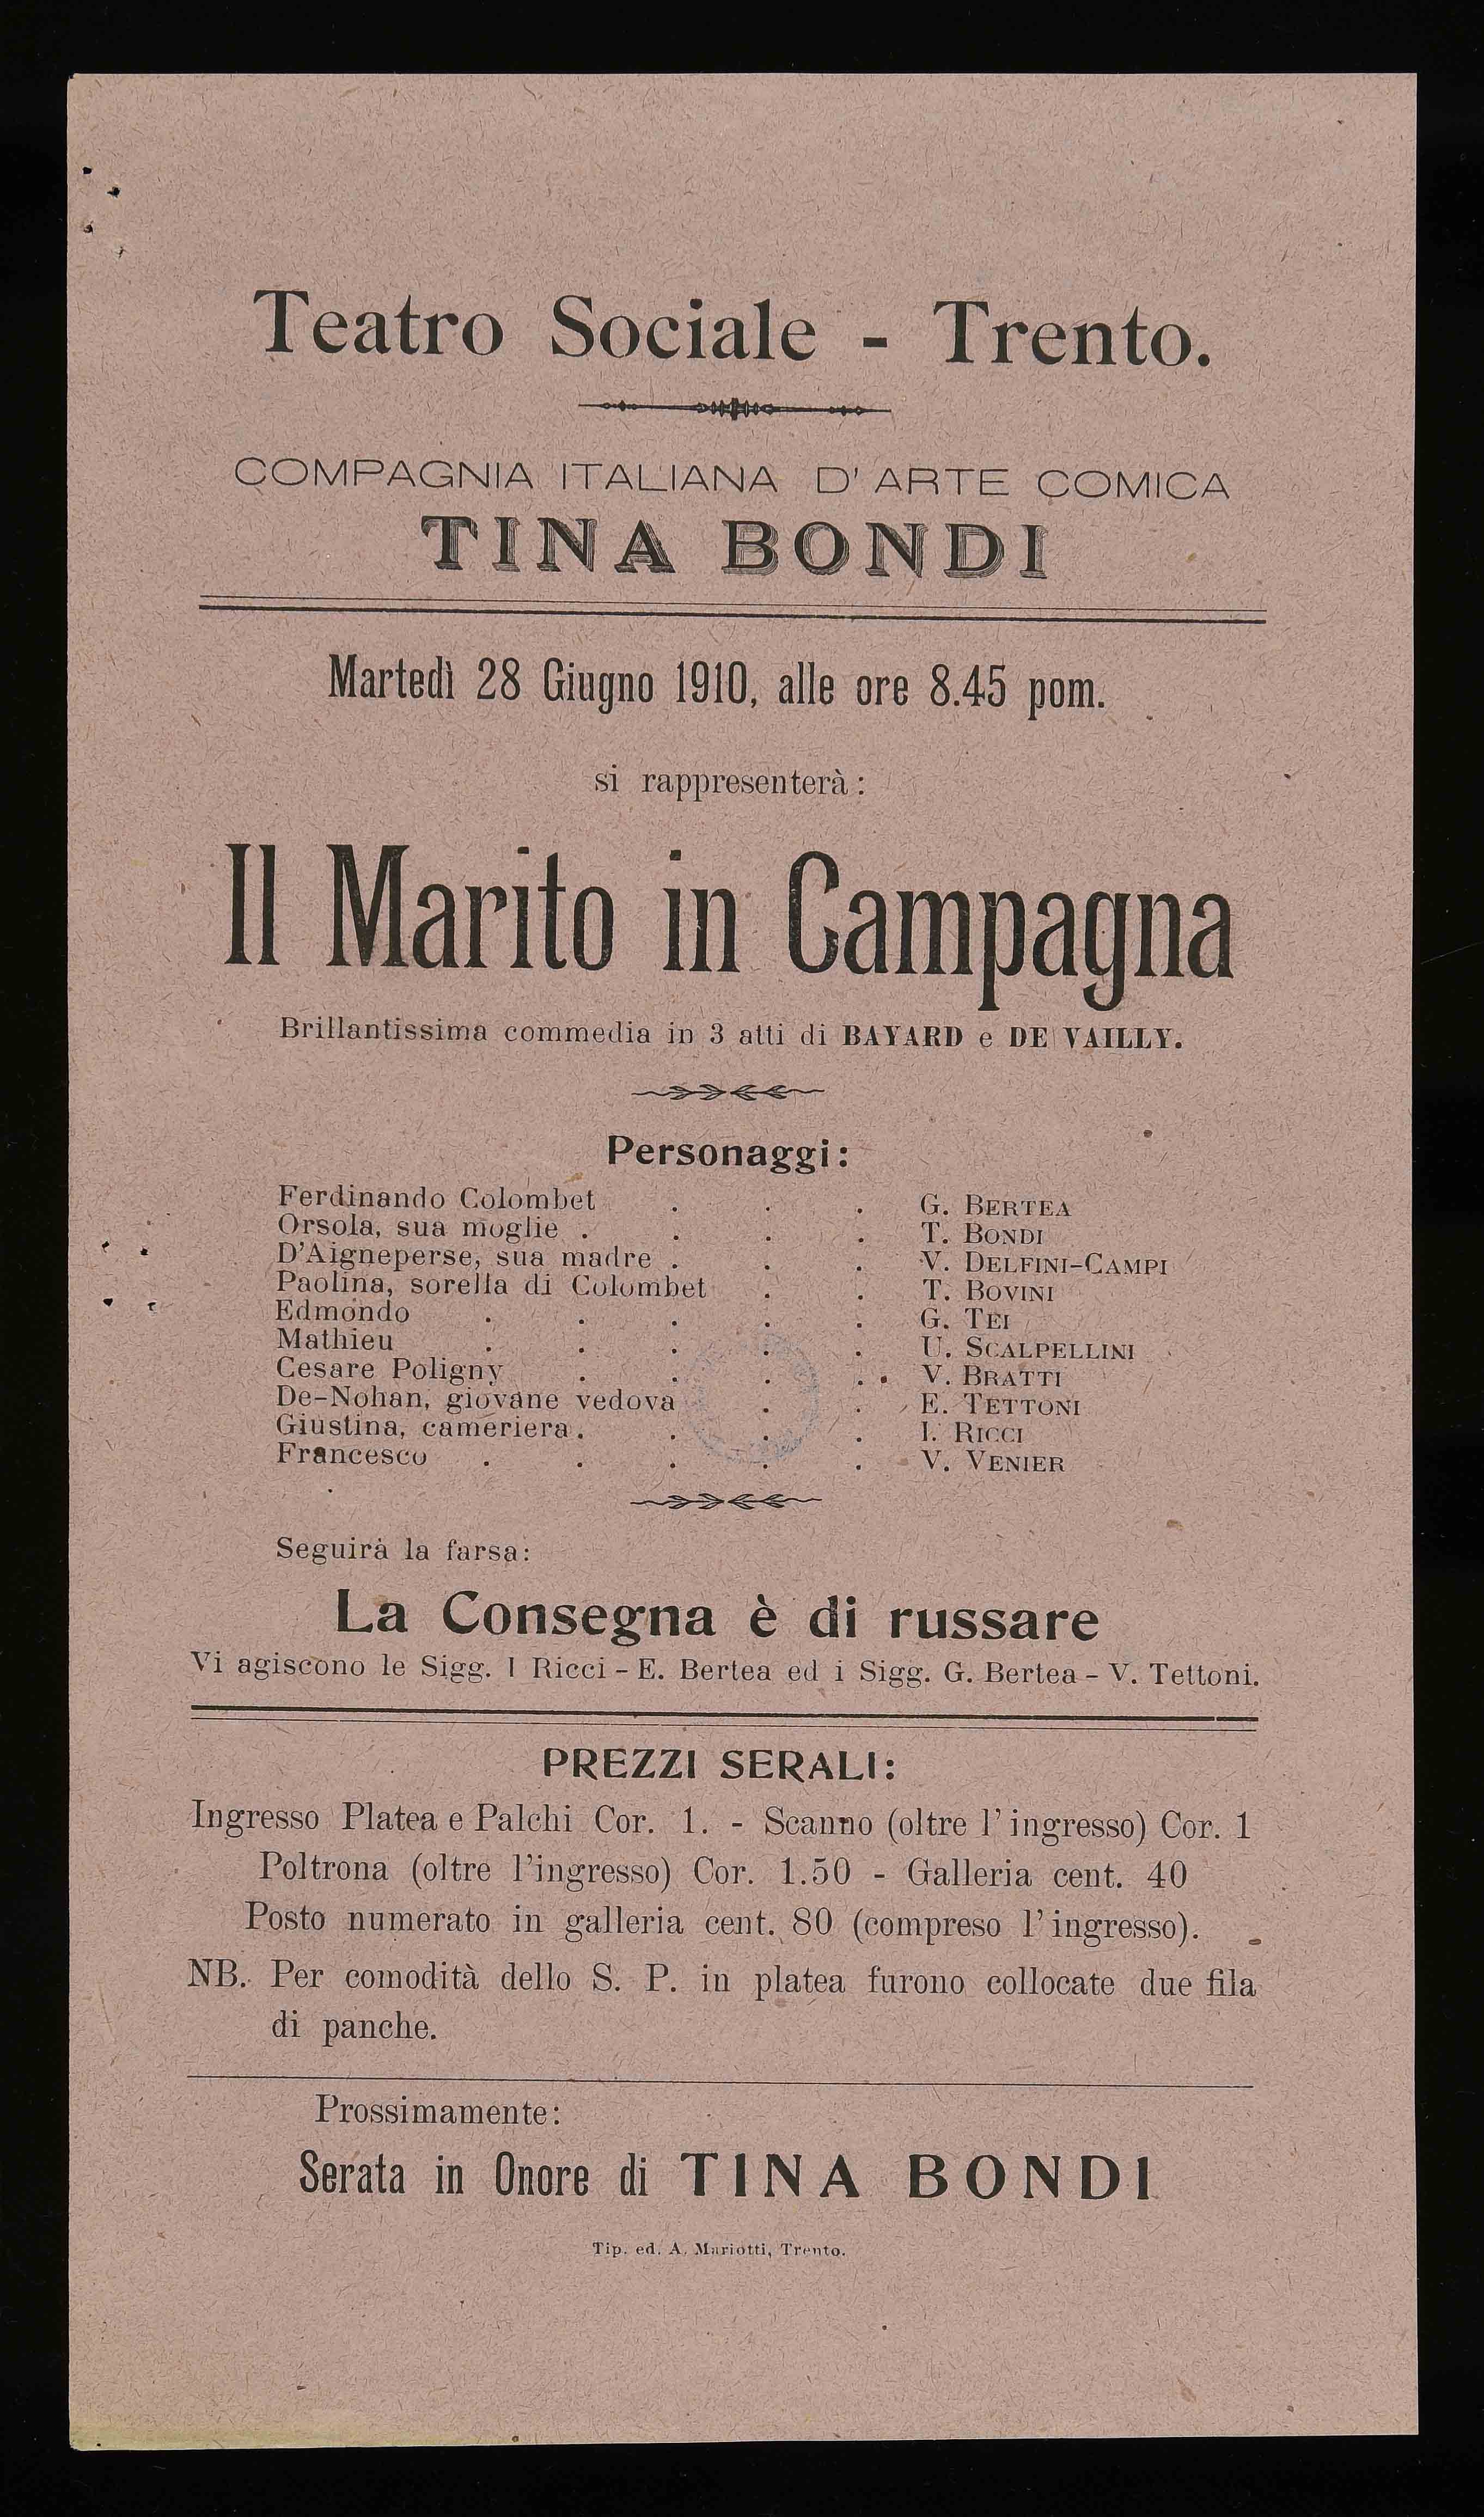 Teatro Sociale - Trento.
COMPAGNIA ITALIANA D' ARTE COMICA
TINA BONDI
Martedì 28 Giugno 1910, alle ore 8.45 pom.
si rappresenterà:
Il Marito in Campagna
Brillantissima commedia in 3 atti di BAYARD e DE VAILLY.
Personaggi:
Ferdinando Colombet . . . G. BERTEA
Orsola, sua moglie . . . . T. BONDI
D'Aigneperse, sua madre . . . V. DELFINI-CAMPI
Paolina, sorella di Colombet . . T. BOVINI
Edmondo . . . . . G. TEI
Mathieu . . . . . U. SCALPELLINI
Cesare Poligny . . . . V. BRATTI
De-Nohan, giovane vedova . . E. TETTONI
Giustina, cameriera . . . . I. RICCI
Francesco . . . . . V. VENIER
Seguirà la farsa:
La Consegna è di russare
Vi agiscono le Sigg. I Ricci - E. Bertea ed i Sigg. G. Bertea - V. Tettoni.
PREZZI SERALI:
Ingresso Platea e Palchi Cor. 1. - Scanno (oltre l' ingresso) Cor. 1
Poltrona (oltre l'ingresso) Cor. 1.50 - Galleria cent. 40
Posto numerato in galleria cent. 80 (compreso l' ingresso).
NB. Per comodità dello S. P. in platea furono collocate due fila
di panche.
Prossimamente:
Serata in Onore di TINA BONDI
Tip. ed. A. Mariotti, Trento.